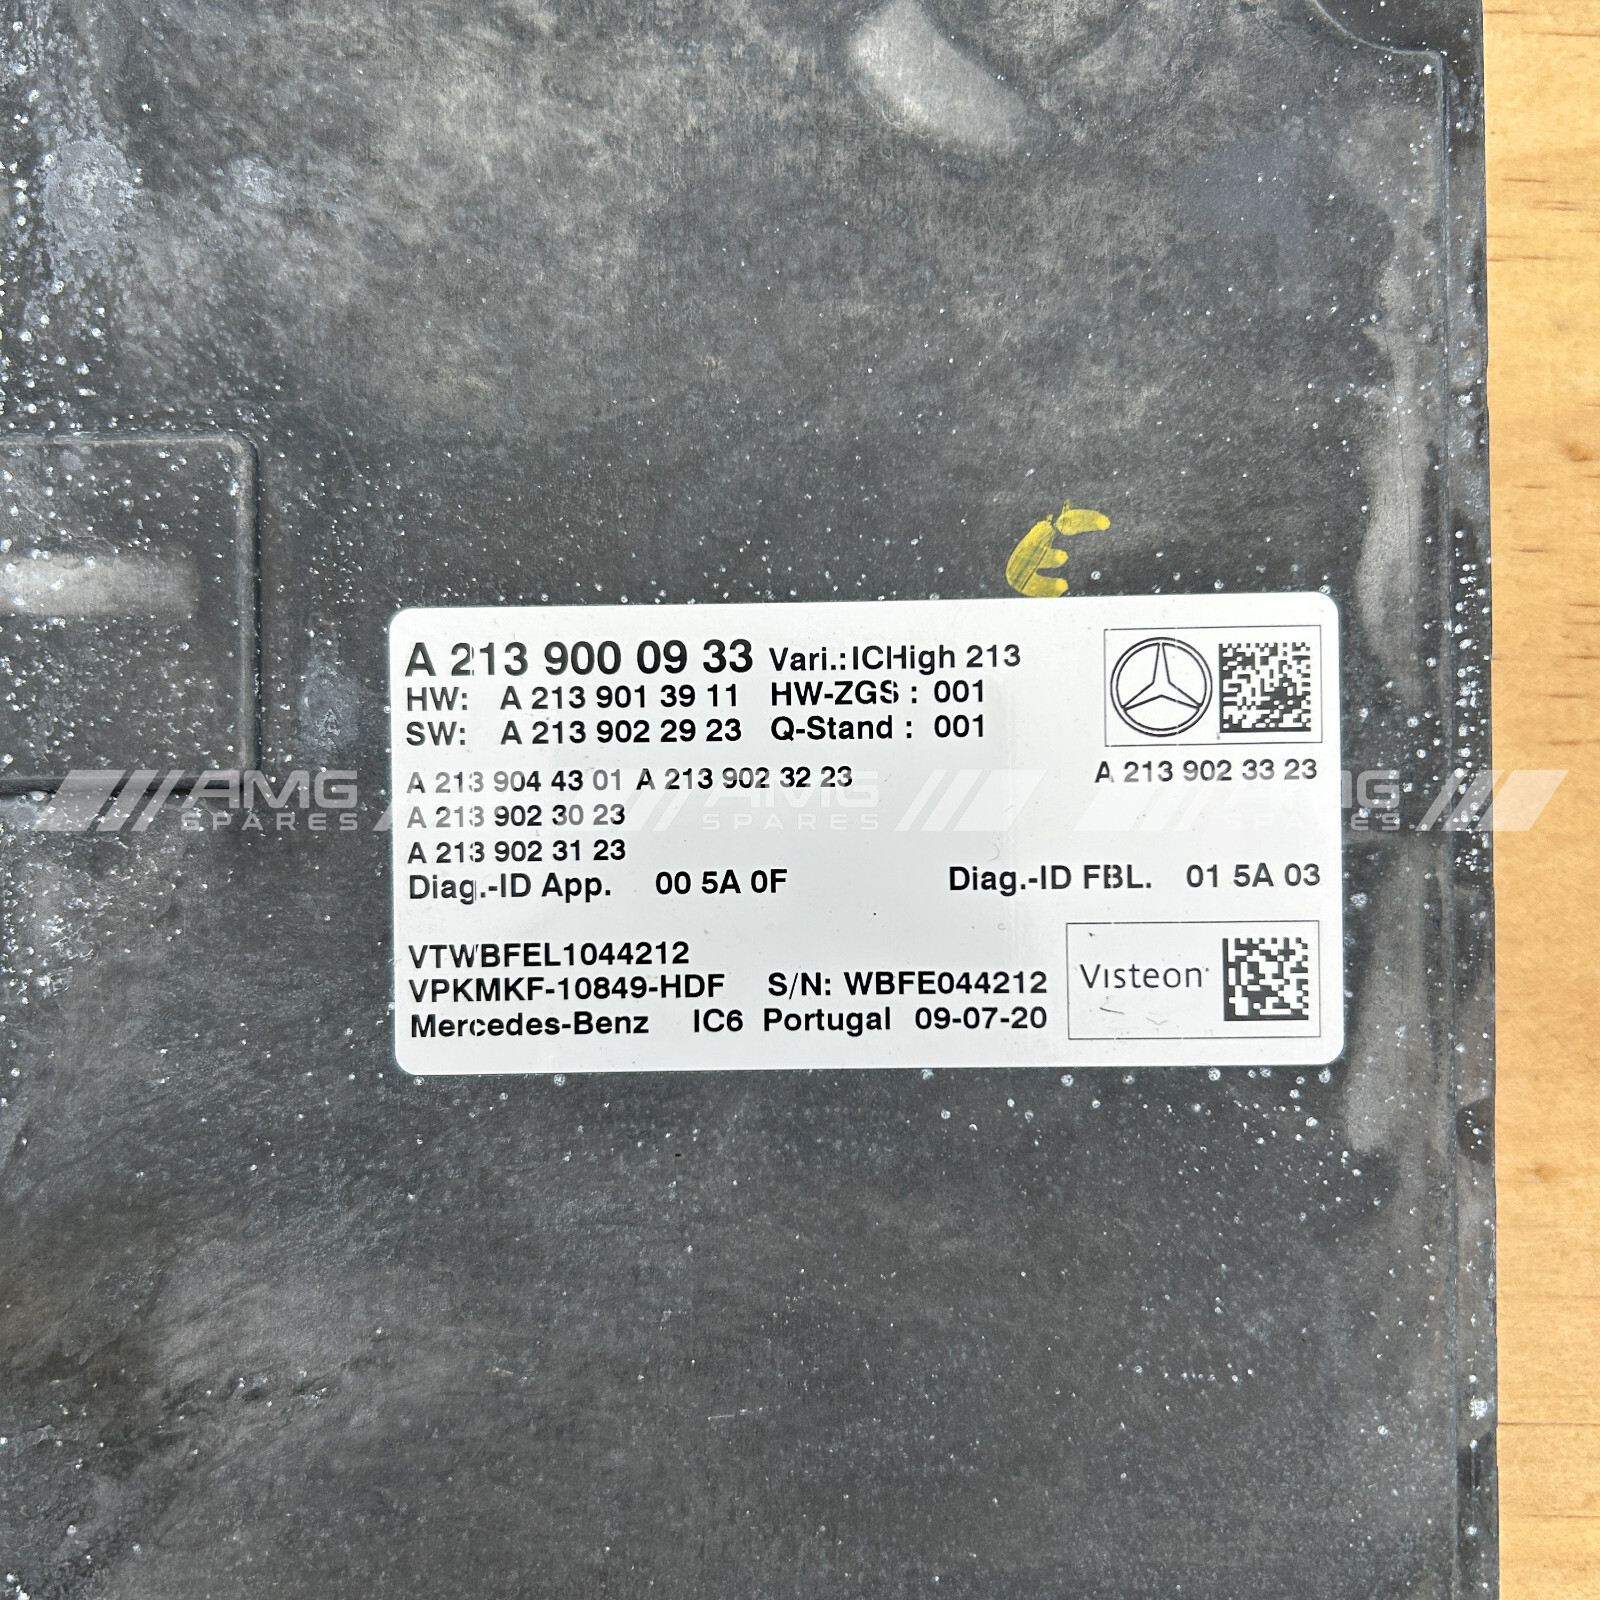 E
A 213 900 09 33 Vari.:ICHigh 213
HW: A 213 901 39 11 HW-ZGS : 001
SW: A 213 902 29 23 Q-Stand : 001
A 213 904 43 01 A 213 902 32 23
A 213 902 33 23
A 213 902 30 23
A 213 902 31 23
Diag.-ID App. 00 5A 0F
Diag.-ID FBL. 01 5A 03
VTWBFEL1044212
VPKMKF-10849-HDF S/N: WBFE044212
Mercedes-Benz IC6 Portugal 09-07-20
Visteon
AMG SPARES
AMG SPARES
AMG SPARES